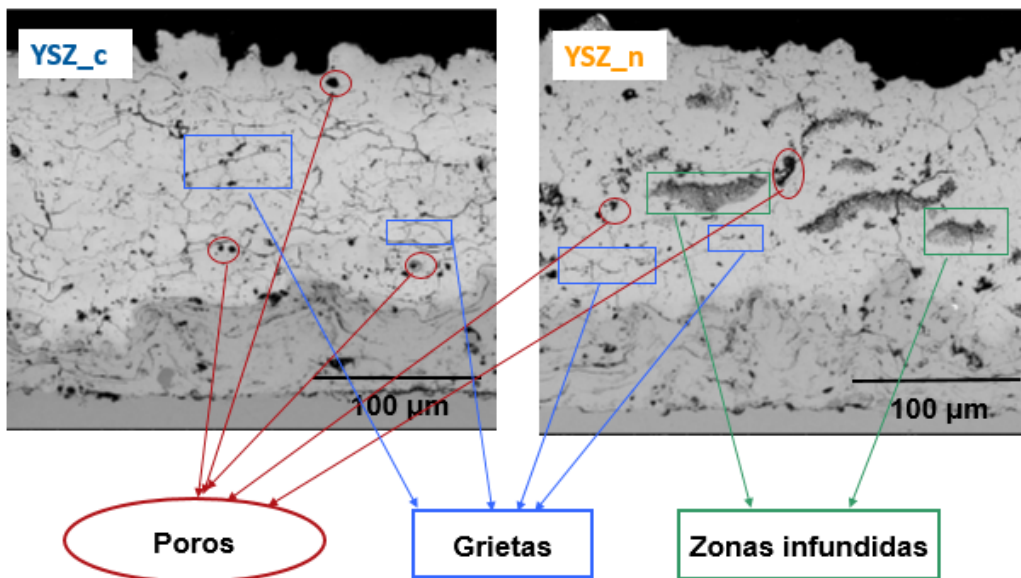 YSZ_c
YSZ_n
100 µm
100 µm
Poros
Grietas
Zonas infundidas